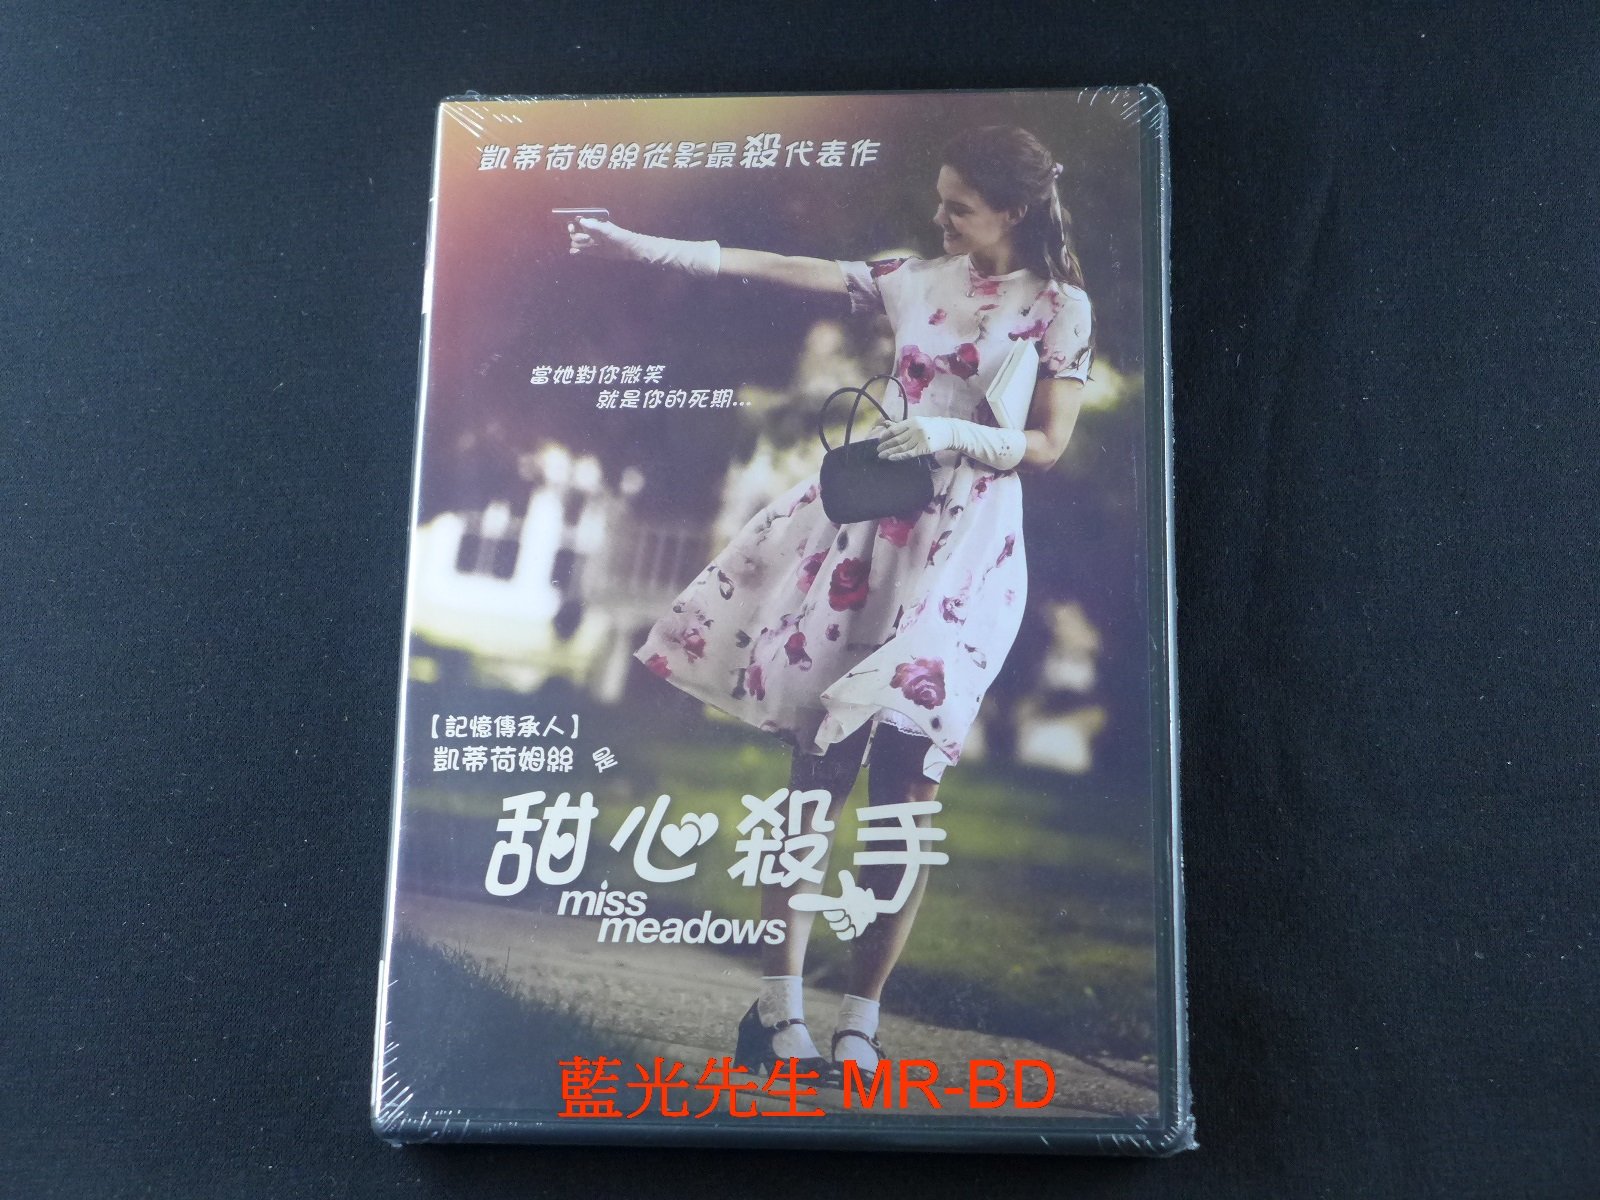 凱蒂荷姆絲從影最殺代表作
當她對你微笑
就是你的死期...
【記憶傳承人】
凱蒂荷姆絲 是
甜心殺手
miss
meadows
藍光先生 MR-BD